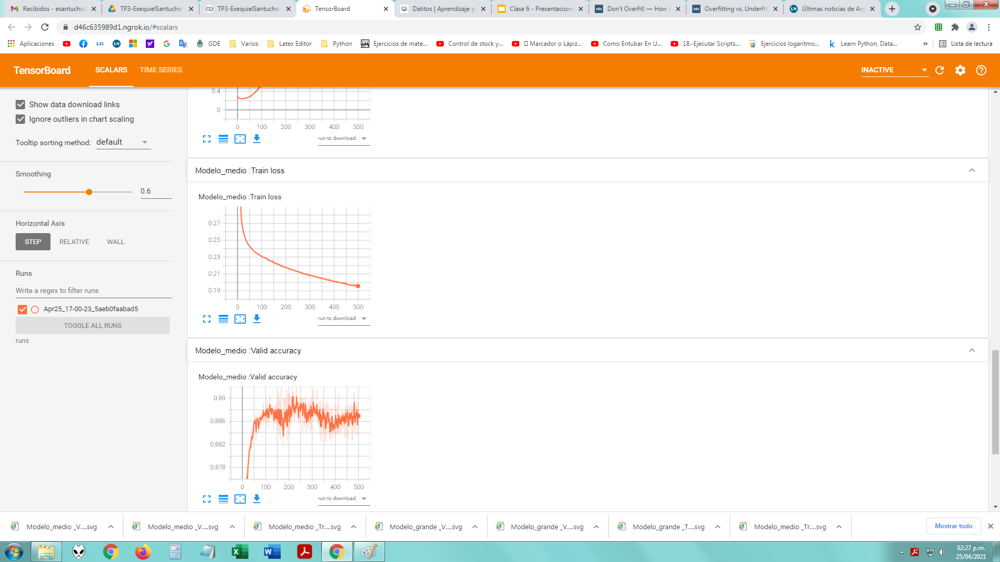 Recibidos - esantucho
TP3-ExequielSantucho-
TP3-ExequielSantucho-
TensorBoard
Datitos | Aprendizaje p
Clase 6 - Presentacione
Don't Overfit! — How t
Overfitting vs. Underfit
Últimas noticias de Arg
d46c635989d1.ngrok.io/#scalars
Aplicaciones
GDE
Varios
Latex Editor
Python
Ejercicios de mate...
Control de stock y...
Marcador o Lápiz...
Como Entubar En U...
18.-Ejecutar Scripts...
Ejercicios logaritmo...
Learn Python, Data...
»
Lista de lectura
TensorBoard
SCALARS
TIME SERIES
INACTIVE
Show data download links
Ignore outliers in chart scaling
Tooltip sorting method: default
Smoothing
0.6
Horizontal Axis
STEP RELATIVE WALL
Runs
Write a regex to filter runs
Apr25_17-00-23_5aeb0faabad5
TOGGLE ALL RUNS
runs
0.4
0
0 100 200 300 400 500
run to download
Modelo_medio :Train loss
Modelo_medio :Train loss
0.27
0.25
0.23
0.21
0.19
0 100 200 300 400 500
run to download
Modelo_medio :Valid accuracy
Modelo_medio :Valid accuracy
0.89
0.886
0.882
0.878
0 100 200 300 400 500
run to download
Modelo_medio _V....svg
Modelo_medio _V....svg
Modelo_medio _Tr....svg
Modelo_grande _V....svg
Modelo_grande _V....svg
Modelo_grande _T....svg
Modelo_medio _Tr....svg
Mostrar todo
02:27 p.m.
25/04/2021